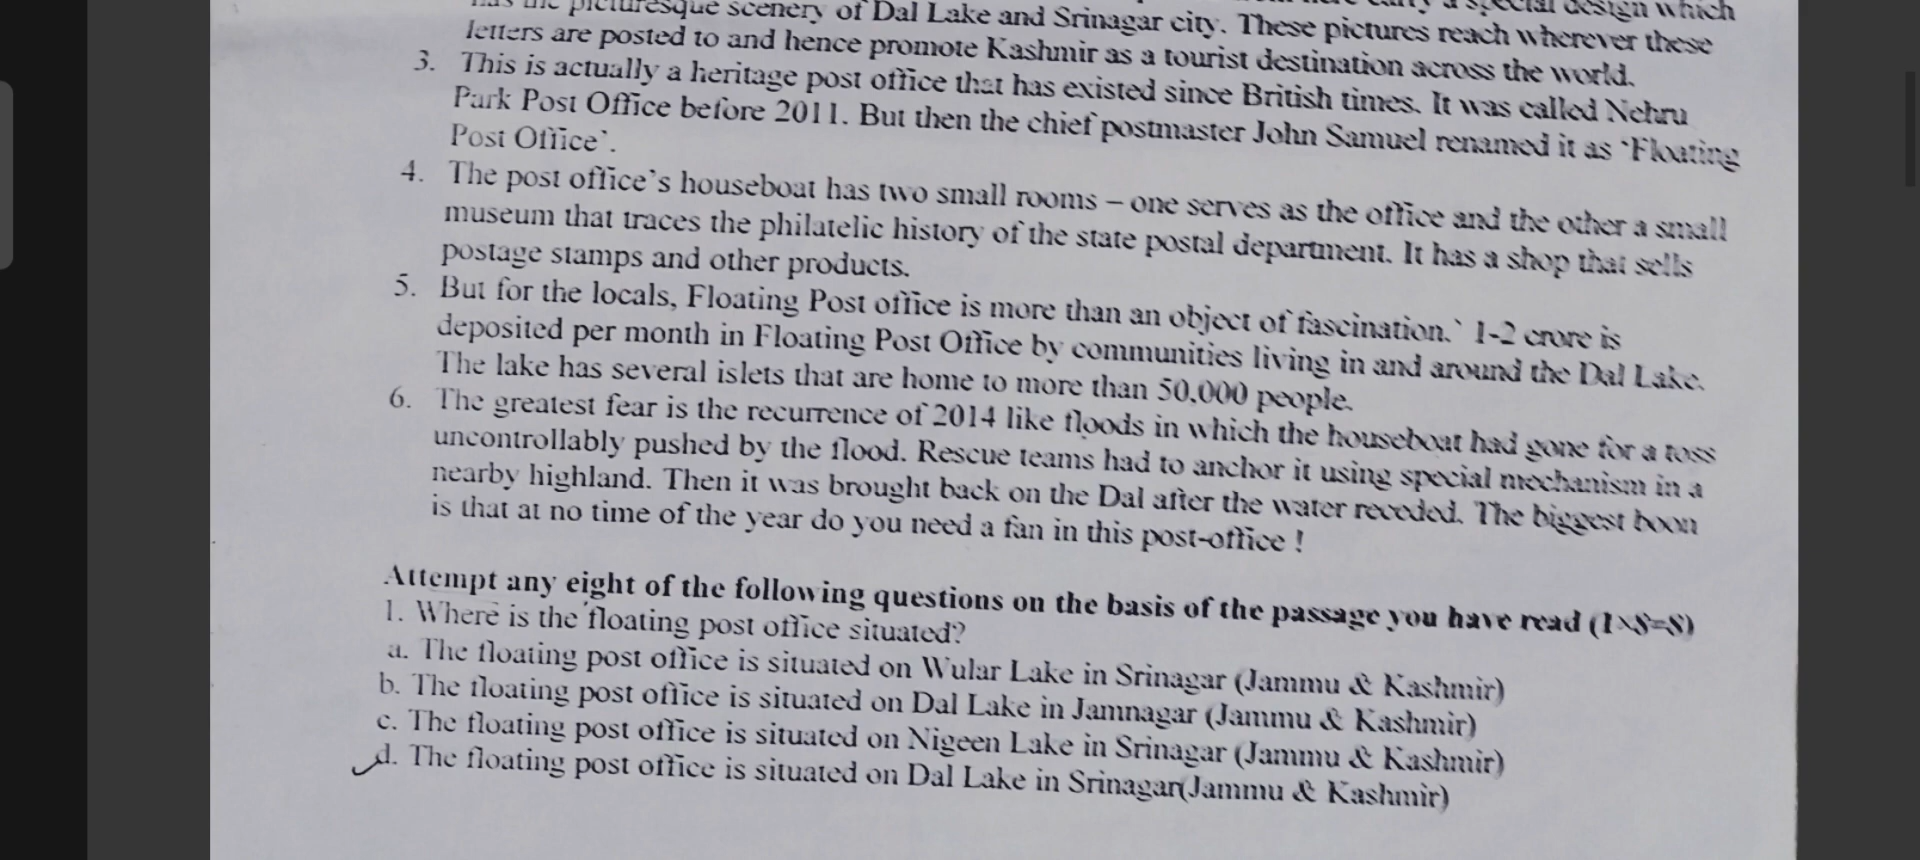 has the picturesque scenery of Dal Lake and Srinagar city. These pictures reach wherever these
a special design which
letters are posted to and hence promote Kashmir as a tourist destination across the world.
3. This is actually a heritage post office that has existed since British times. It was called Nehru
Park Post Office before 2011. But then the chief postmaster John Samuel renamed it as ‘Floating
Post Office’.
4. The post office’s houseboat has two small rooms – one serves as the office and the other a small
museum that traces the philatelic history of the state postal department. It has a shop that sells
postage stamps and other products.
5. But for the locals, Floating Post office is more than an object of fascination.` 1-2 crore is
deposited per month in Floating Post Office by communities living in and around the Dal Lake.
The lake has several islets that are home to more than 50,000 people.
6. The greatest fear is the recurrence of 2014 like floods in which the houseboat had gone for a toss
uncontrollably pushed by the flood. Rescue teams had to anchor it using special mechanism in a
nearby highland. Then it was brought back on the Dal after the water receded. The biggest boon
is that at no time of the year do you need a fan in this post-office !
Attempt any eight of the following questions on the basis of the passage you have read (1×8=8)
1. Where is the floating post office situated?
a. The floating post office is situated on Wular Lake in Srinagar (Jammu & Kashmir)
b. The floating post office is situated on Dal Lake in Jamnagar (Jammu & Kashmir)
c. The floating post office is situated on Nigeen Lake in Srinagar (Jammu & Kashmir)
d. The floating post office is situated on Dal Lake in Srinagar(Jammu & Kashmir)